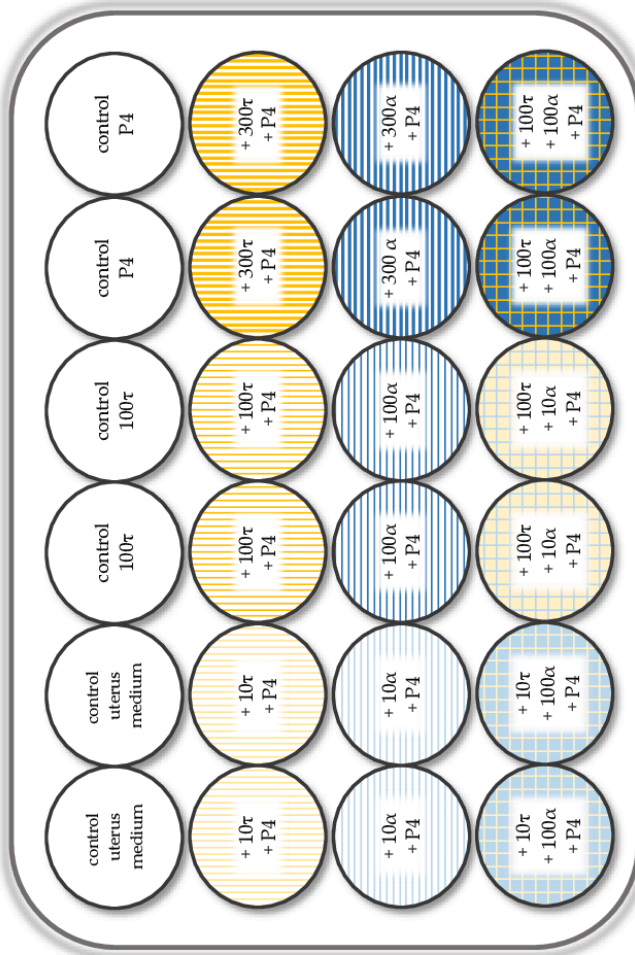 control
uterus
medium
control
uterus
medium
control
100τ
control
100τ
control
P4
control
P4
+ 10τ
+ P4
+ 10τ
+ P4
+ 100τ
+ P4
+ 100τ
+ P4
+ 300τ
+ P4
+ 300τ
+ P4
+ 10α
+ P4
+ 10α
+ P4
+ 100α
+ P4
+ 100α
+ P4
+ 300 α
+ P4
+ 300α
+ P4
+ 10τ
+ 100α
+ P4
+ 10τ
+ 100α
+ P4
+ 100τ
+ 10α
+ P4
+ 100τ
+ 10α
+ P4
+ 100τ
+ 100α
+ P4
+ 100τ
+ 100α
+ P4